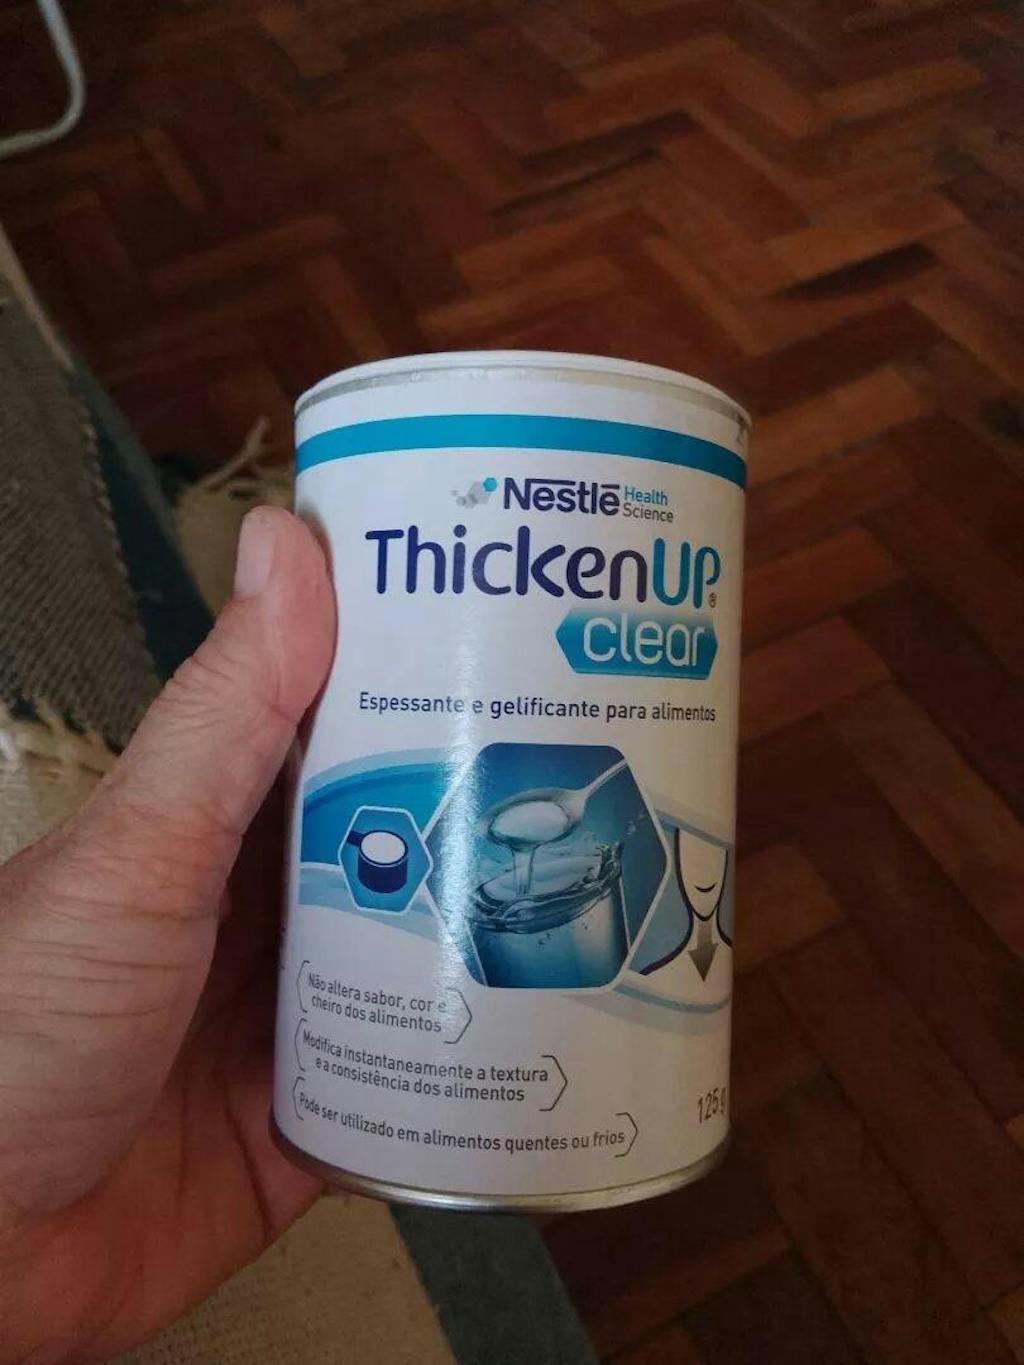 Nestlé Health Science
ThickenUP®
clear
Espessante e gelificante para alimentos
Não altera sabor, cor e
cheiro dos alimentos
Modifica instantaneamente a textura
e a consistência dos alimentos
Pode ser utilizado em alimentos quentes ou frios
125 g